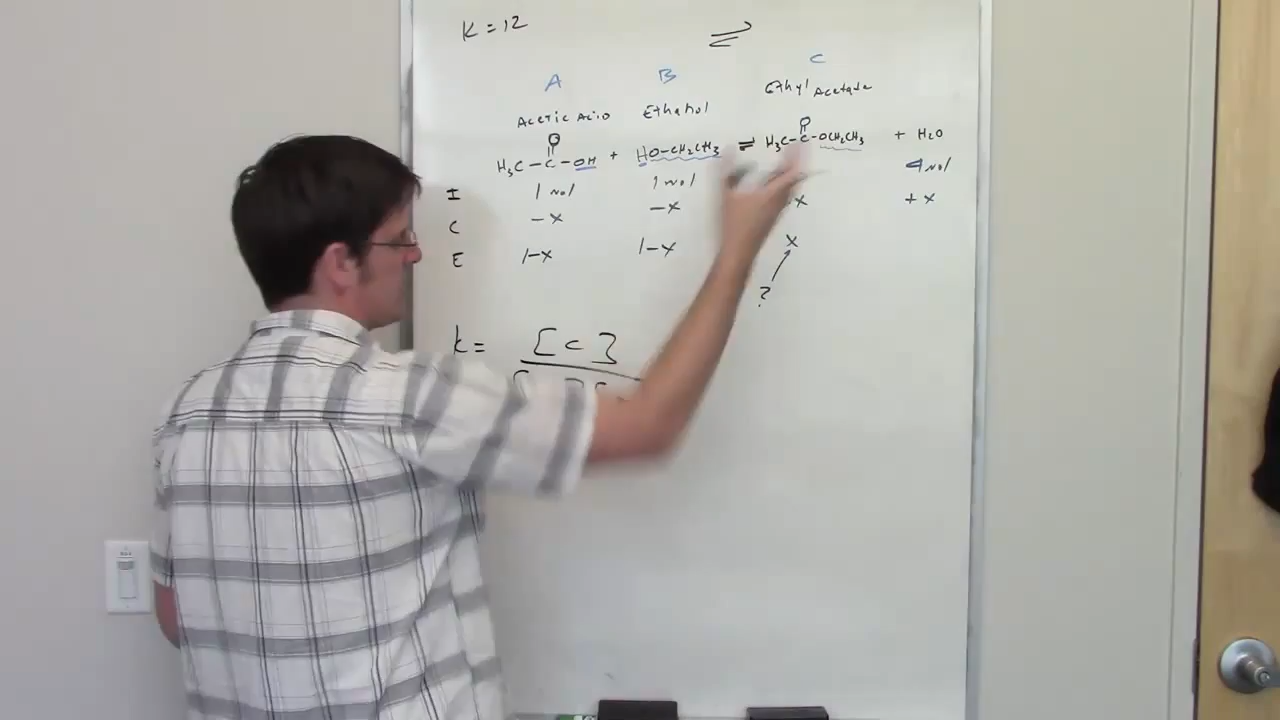 K = 12 ⇌
A B C
Acetic Acid Ethanol Ethyl Acetate
O O
H₃C-C-OH + HO-CH₂CH₃ ⇌ H₃C-C-OCH₂CH₃ + H₂O
I 1 mol 1 mol mol
C -x -x x +x
E 1-x 1-x x
?
K = [C]